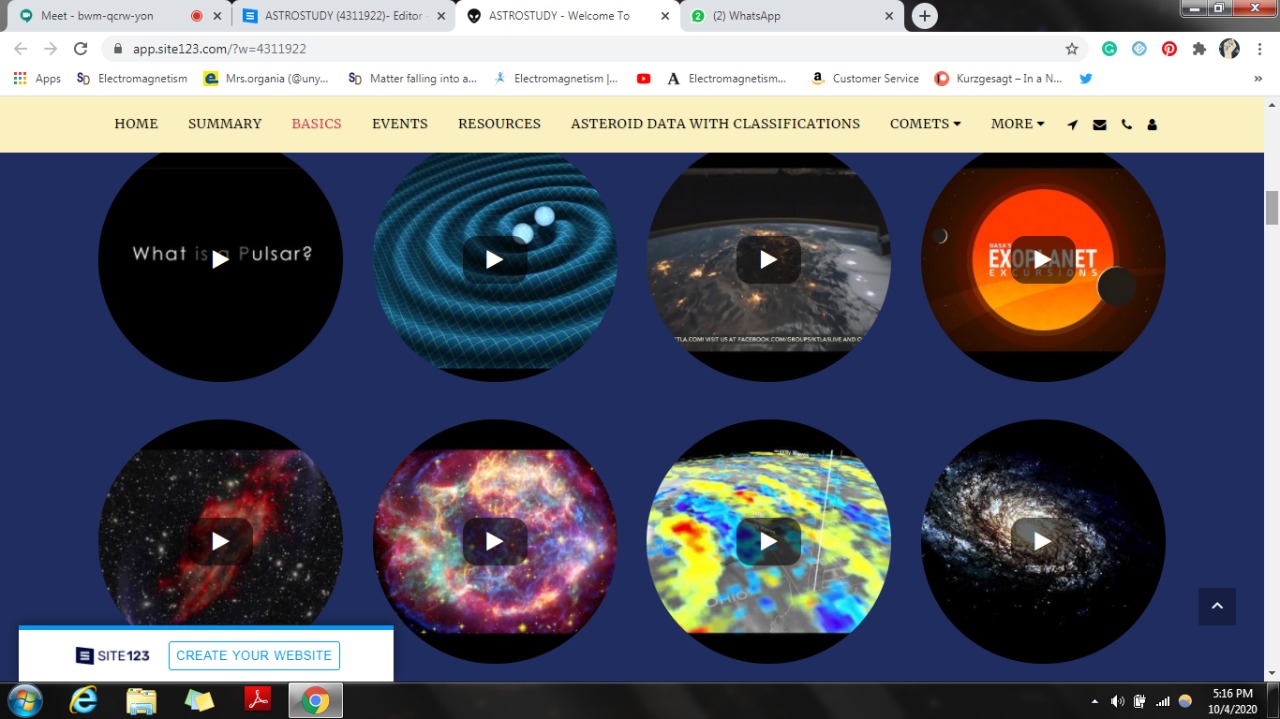 Meet - bwm-qcrw-yon
ASTROSTUDY (4311922)- Editor -
ASTROSTUDY - Welcome To
(2) WhatsApp
app.site123.com/?w=4311922
Apps
Electromagnetism
Mrs.organia (@uny...
Matter falling into a...
Electromagnetism |...
Electromagnetism...
Customer Service
Kurzgesagt – In a N...
»
HOME
SUMMARY
BASICS
EVENTS
RESOURCES
ASTEROID DATA WITH CLASSIFICATIONS
COMETS
MORE
What is a Pulsar?
KTLA.COM! VISIT US AT FACEBOOK.COM/GROUPS/KTLA5LIVE AND
NASA'S
EXOPLANET
EXCURSIONS
OHIO
SITE123
CREATE YOUR WEBSITE
5:16 PM
10/4/2020